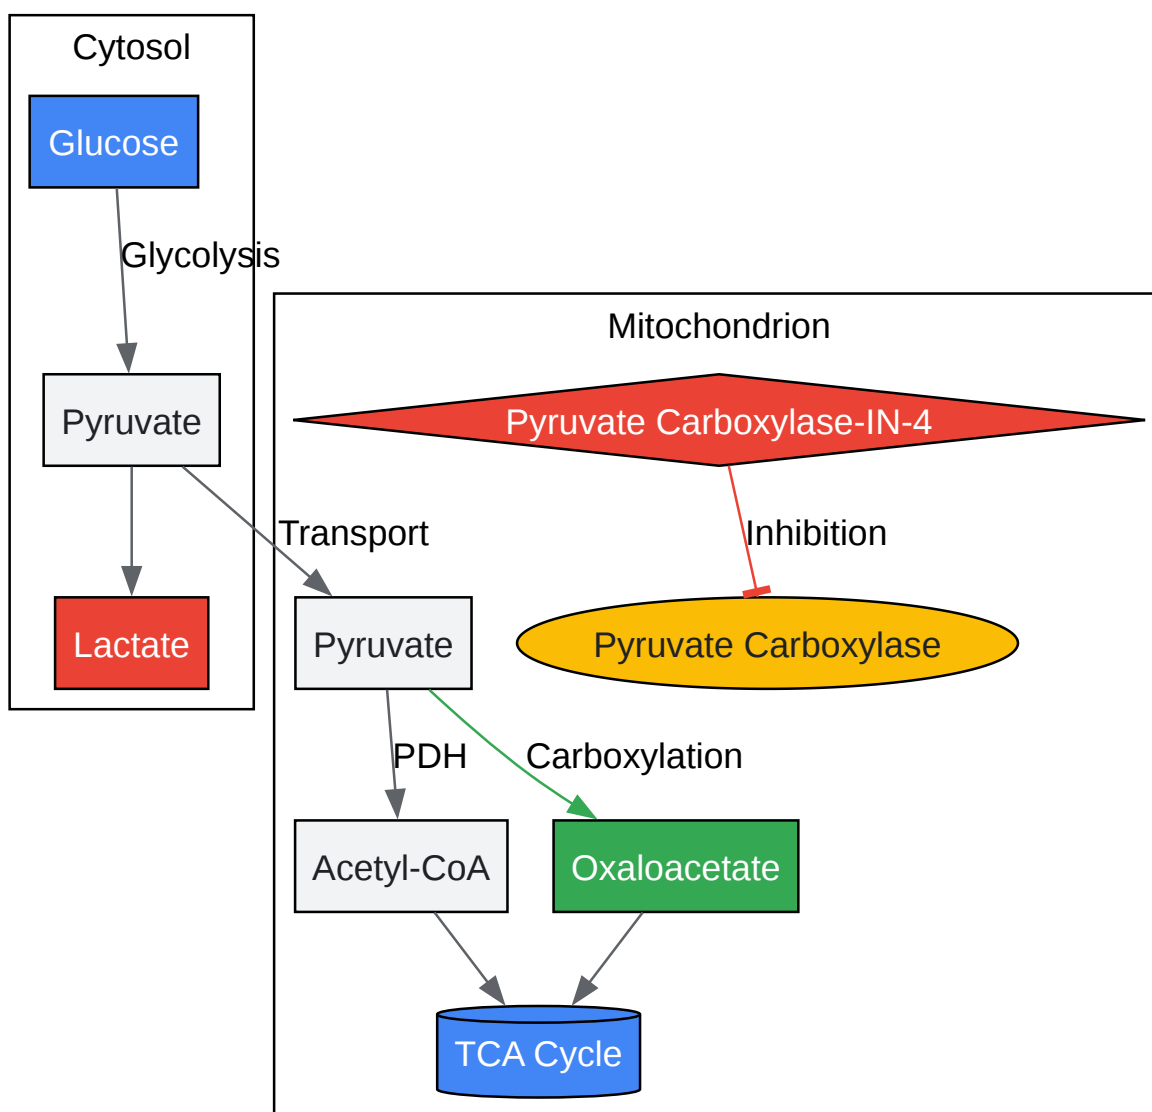 Cytosol
Glucose
Glycolysis
Mitochondrion
Pyruvate
Pyruvate Carboxylase-IN-4
Transport
Inhibition
Lactate
Pyruvate
Pyruvate Carboxylase
PDH
Carboxylation
Acetyl-CoA
Oxaloacetate
TCA Cycle